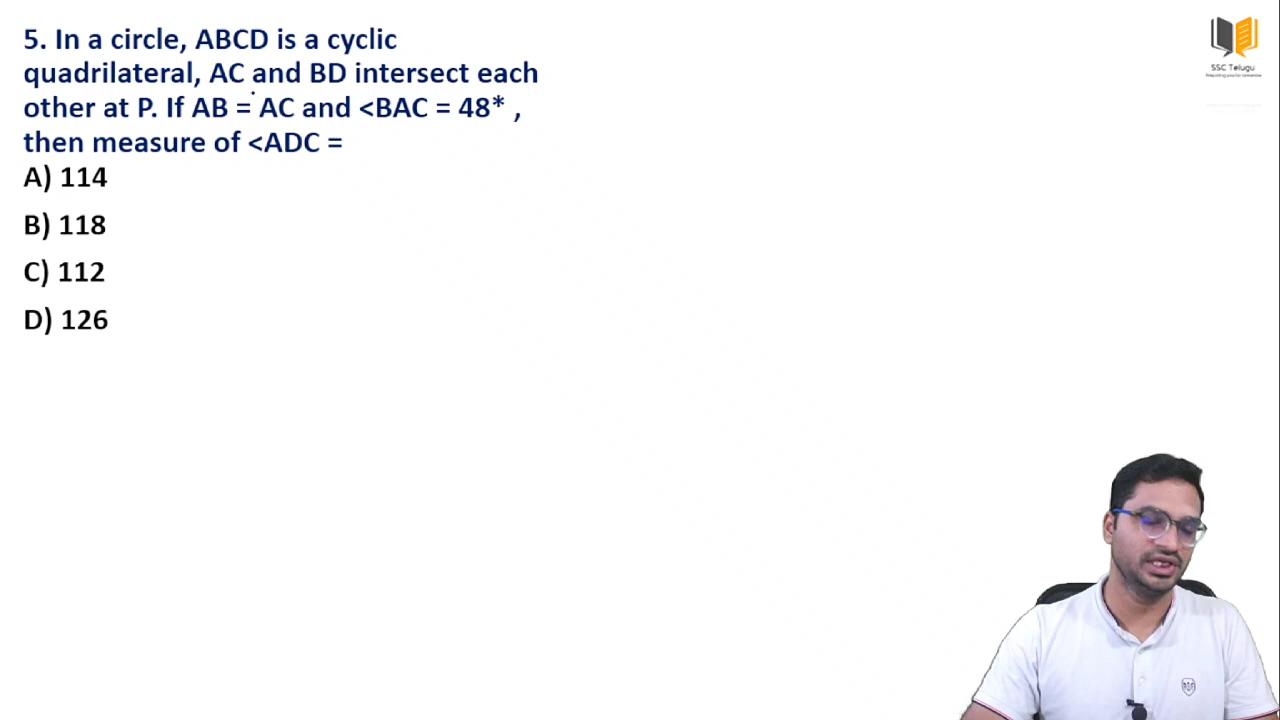 5. In a circle, ABCD is a cyclic
quadrilateral, AC and BD intersect each
other at P. If AB = AC and <BAC = 48* ,
then measure of <ADC =
A) 114
B) 118
C) 112
D) 126
SSC Telugu